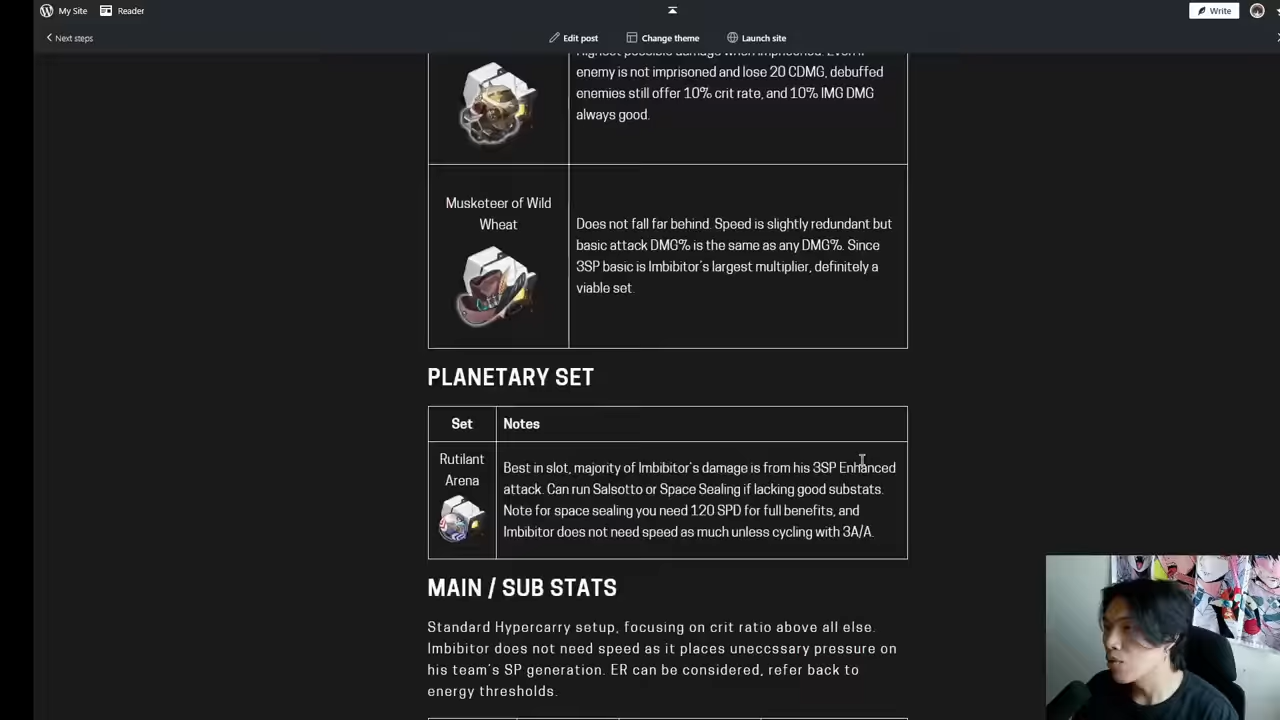 My Site
Reader
Write
Next steps
Edit post
Change theme
Launch site
Highest possible damage when imprisoned. Even if
enemy is not imprisoned and lose 20 CDMG, debuffed
enemies still offer 10% crit rate, and 10% IMG DMG
always good.
Musketeer of Wild
Wheat
Does not fall far behind. Speed is slightly redundant but
basic attack DMG% is the same as any DMG%. Since
3SP basic is Imbibitor's largest multiplier, definitely a
viable set.
PLANETARY SET
Set
Notes
Rutilant
Arena
Best in slot, majority of Imbibitor's damage is from his 3SP Enhanced
attack. Can run Salsotto or Space Sealing if lacking good substats.
Note for space sealing you need 120 SPD for full benefits, and
Imbibitor does not need speed as much unless cycling with 3A/A.
MAIN / SUB STATS
Standard Hypercarry setup, focusing on crit ratio above all else.
Imbibitor does not need speed as it places uneccssary pressure on
his team's SP generation. ER can be considered, refer back to
energy thresholds.